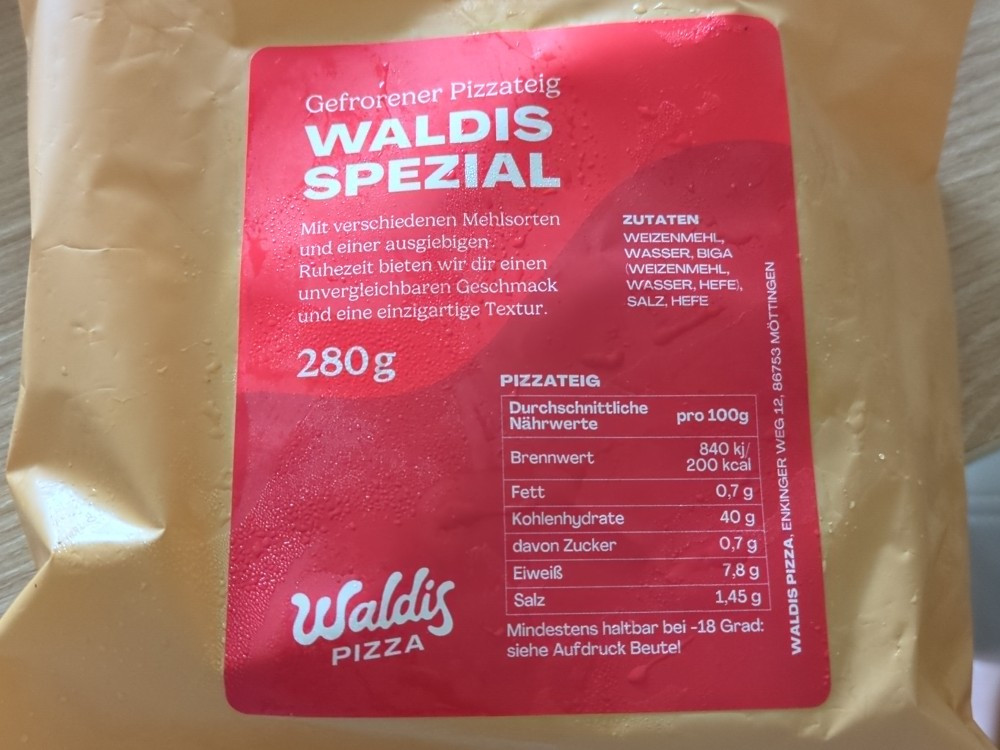 Gefrorener Pizzateig
WALDIS
SPEZIAL
Mit verschiedenen Mehlsorten
und einer ausgiebigen
Ruhezeit bieten wir dir einen
unvergleichbaren Geschmack
und eine einzigartige Textur.
280g
ZUTATEN
WEIZENMEHL,
WASSER, BIGA
(WEIZENMEHL,
WASSER, HEFE),
SALZ, HEFE
PIZZATEIG
Durchschnittliche
Nährwerte
pro 100g
Brennwert
840 kj/
200 kcal
Fett 0,7 g
Kohlenhydrate 40 g
davon Zucker 0,7 g
Eiweiß 7,8 g
Salz 1,45 g
Mindestens haltbar bei -18 Grad:
siehe Aufdruck Beutel
Waldis
PIZZA
WALDIS PIZZA, ENKINGER WEG 12, 86753 MÖTTINGEN